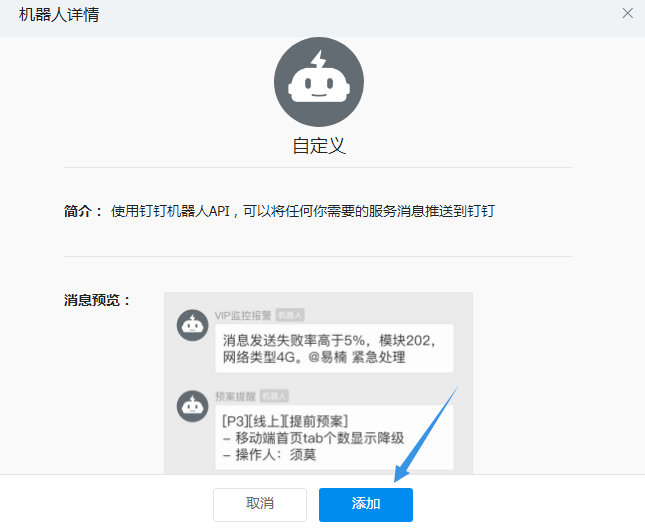 机器人详情
自定义
简介： 使用钉钉机器人API，可以将任何你需要的服务消息推送到钉钉
消息预览：
VIP监控报警 机器人
消息发送失败率高于5%，模块202，
网络类型4G。@易楠 紧急处理
预案提醒 机器人
[P3][线上][提前预案]
- 移动端首页tab个数显示降级
- 操作人：须莫
取消 添加